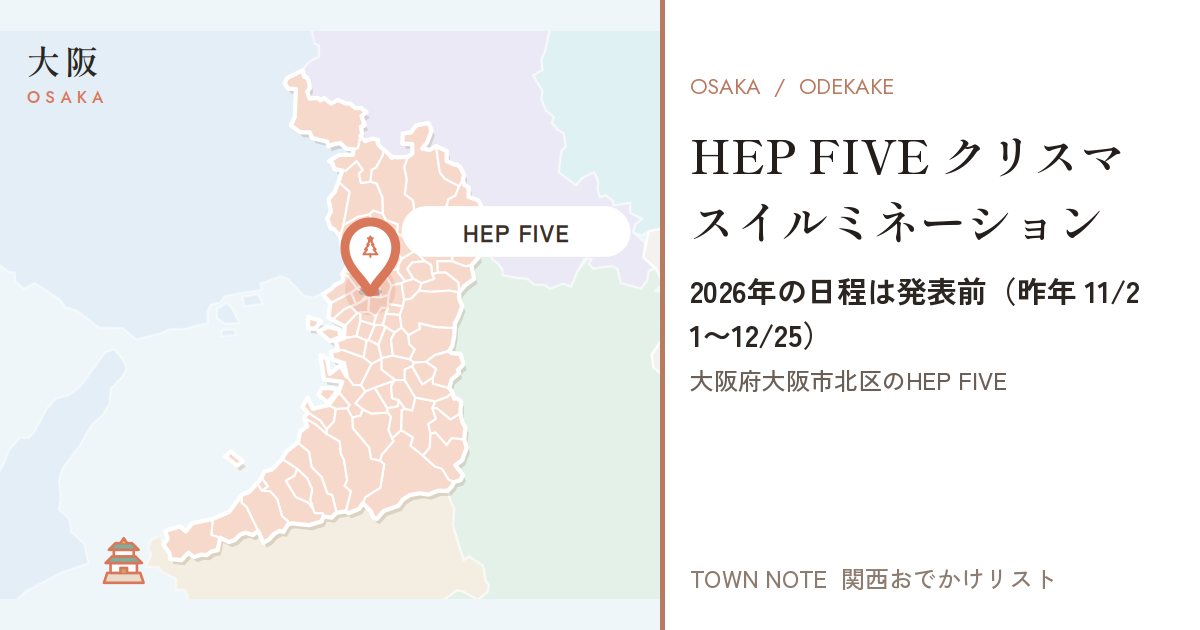 大阪
OSAKA
HEP FIVE
OSAKA / ODEKAKE
HEP FIVE クリスマ
スイルミネーション
2026年の日程は発表前（昨年 11/2
1〜12/25）
大阪府大阪市北区のHEP FIVE
TOWN NOTE 関西おでかけリスト